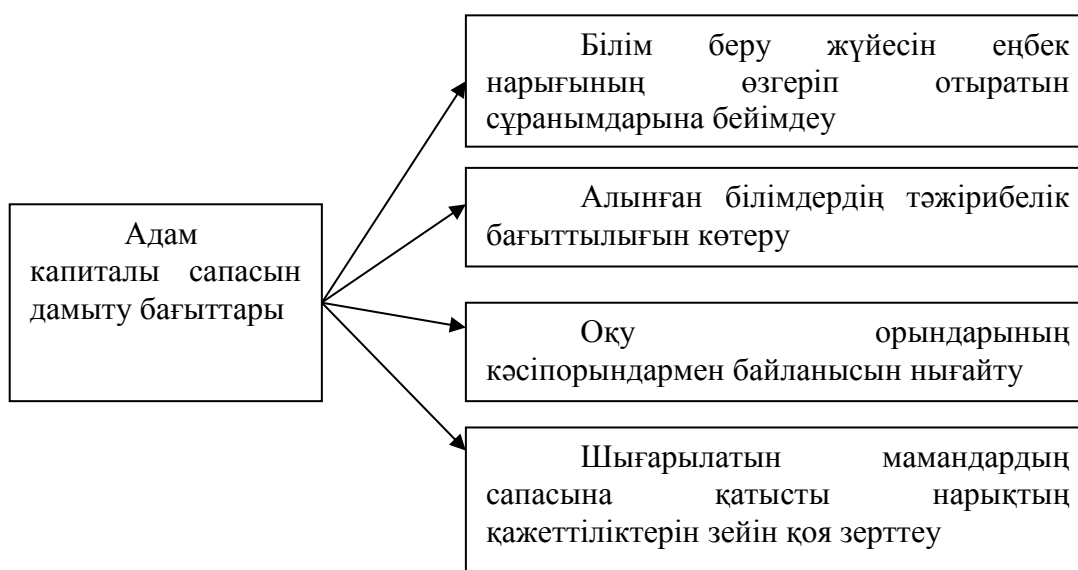 Адам
капиталы сапасын
дамыту бағыттары
Білім беру жүйесін еңбек
нарығының өзгеріп отыратын
сұранымдарына бейімдеу
Алынған білімдердің тәжірибелік
бағыттылығын көтеру
Оқу орындарының
кәсіпорындармен байланысын нығайту
Шығарылатын мамандардың
сапасына қатысты нарықтың
қажеттіліктерін зейін қоя зерттеу